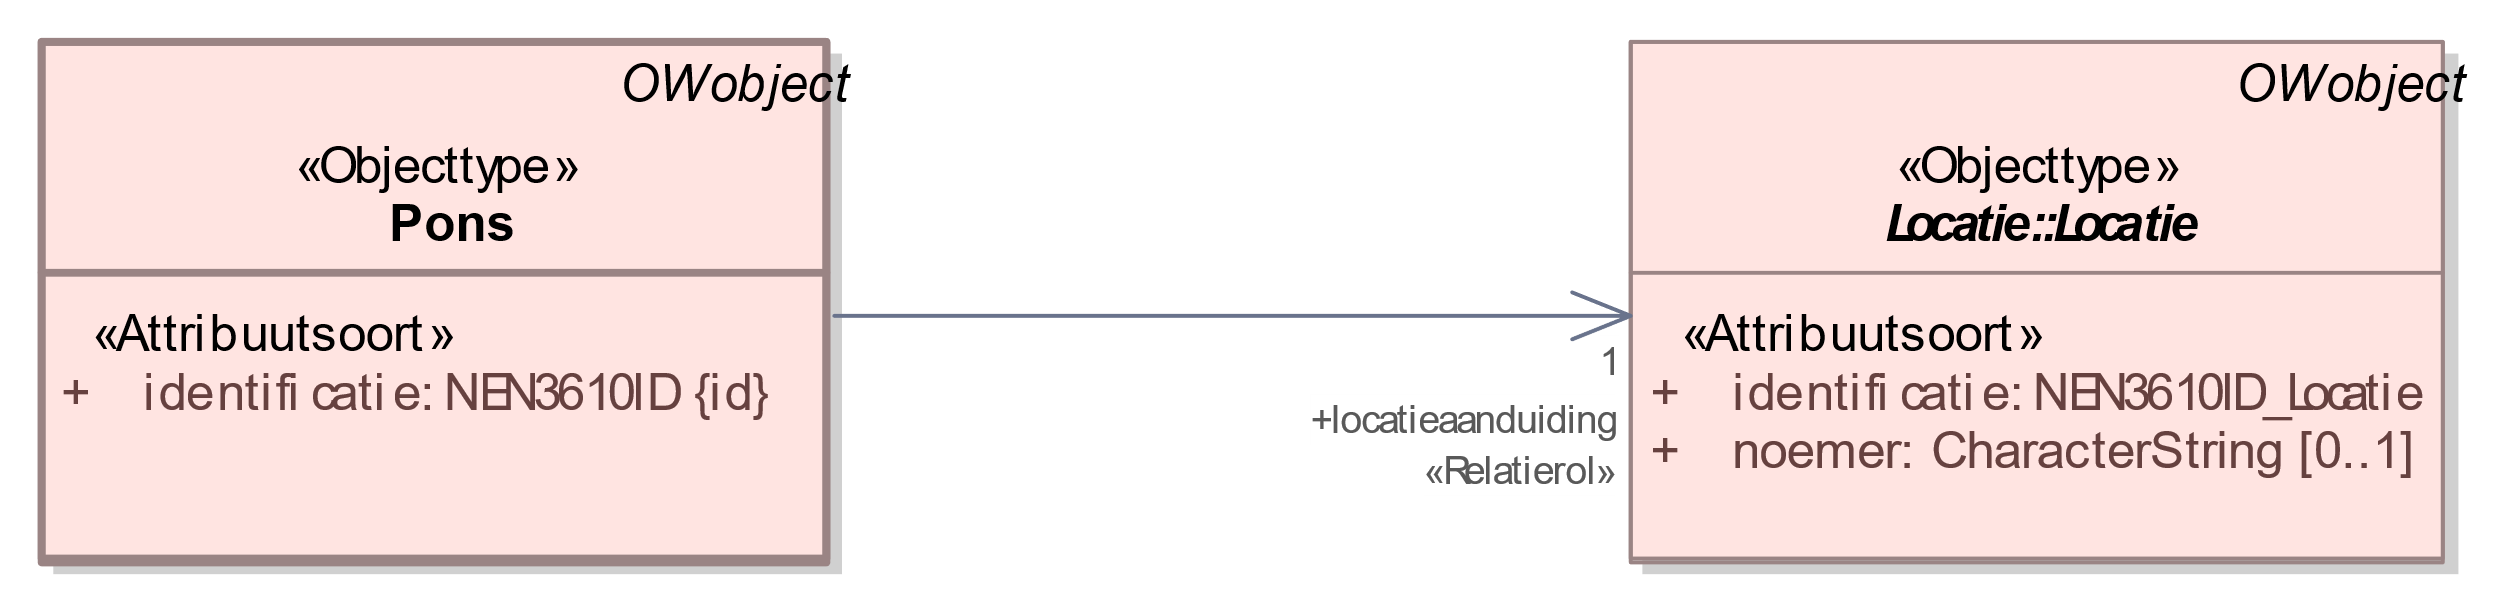 OWobject
«Objecttype»
Pons
«Attribuutsoort»
+ identificatie: NEN3610ID {id}
1
+locatieaanduiding
«Relatierol»
OWobject
«Objecttype»
Locatie::Locatie
«Attribuutsoort»
+ identificatie: NEN3610ID_Locatie
+ noemer: CharacterString [0..1]